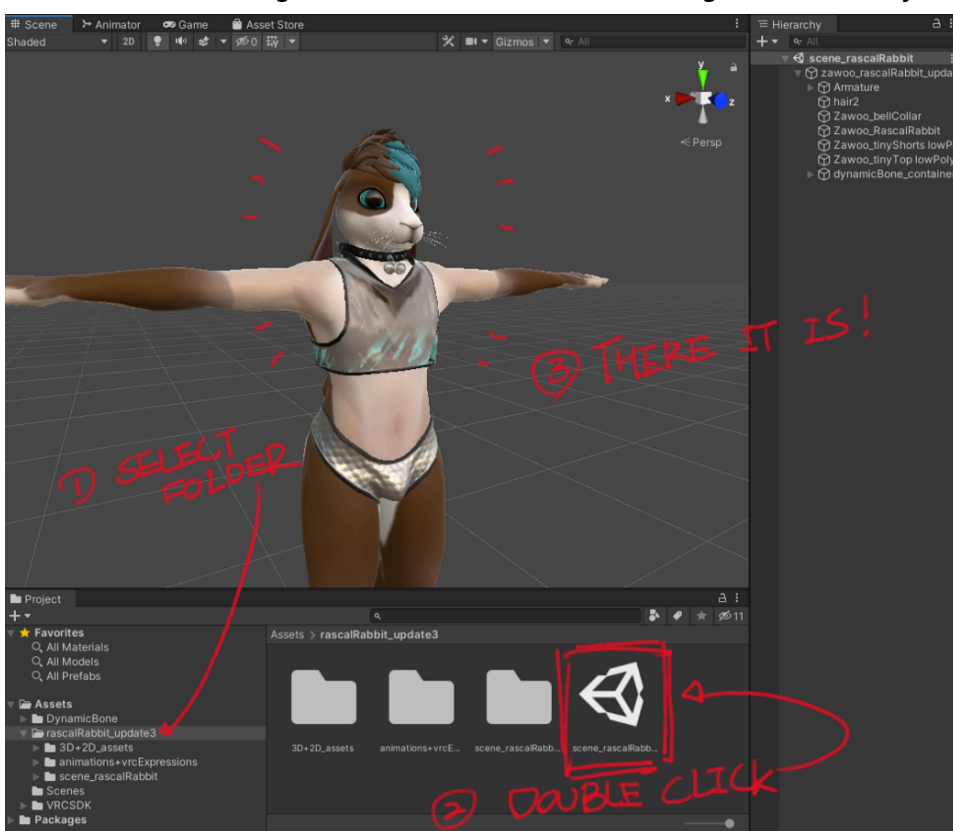 Scene Animator Game Asset Store
Shaded 2D 0 Gizmos All
Hierarchy
All
scene_rascalRabbit
zawoo_rascalRabbit_upda
Armature
hair2
Zawoo_bellCollar
Zawoo_RascalRabbit
Zawoo_tinyShorts lowP
Zawoo_tinyTop lowPoly
dynamicBone_container
y
x z
Persp
③ THERE IT IS!
① SELECT
FOLDER
Project
11
Favorites
All Materials
All Models
All Prefabs
Assets
DynamicBone
rascalRabbit_update3
3D+2D_assets
animations+vrcExpressions
scene_rascalRabbit
Scenes
VRCSDK
Packages
Assets > rascalRabbit_update3
3D+2D_assets animations+vrcE... scene_rascalRabb... scene_rascalRabb...
② DOUBLE CLICK